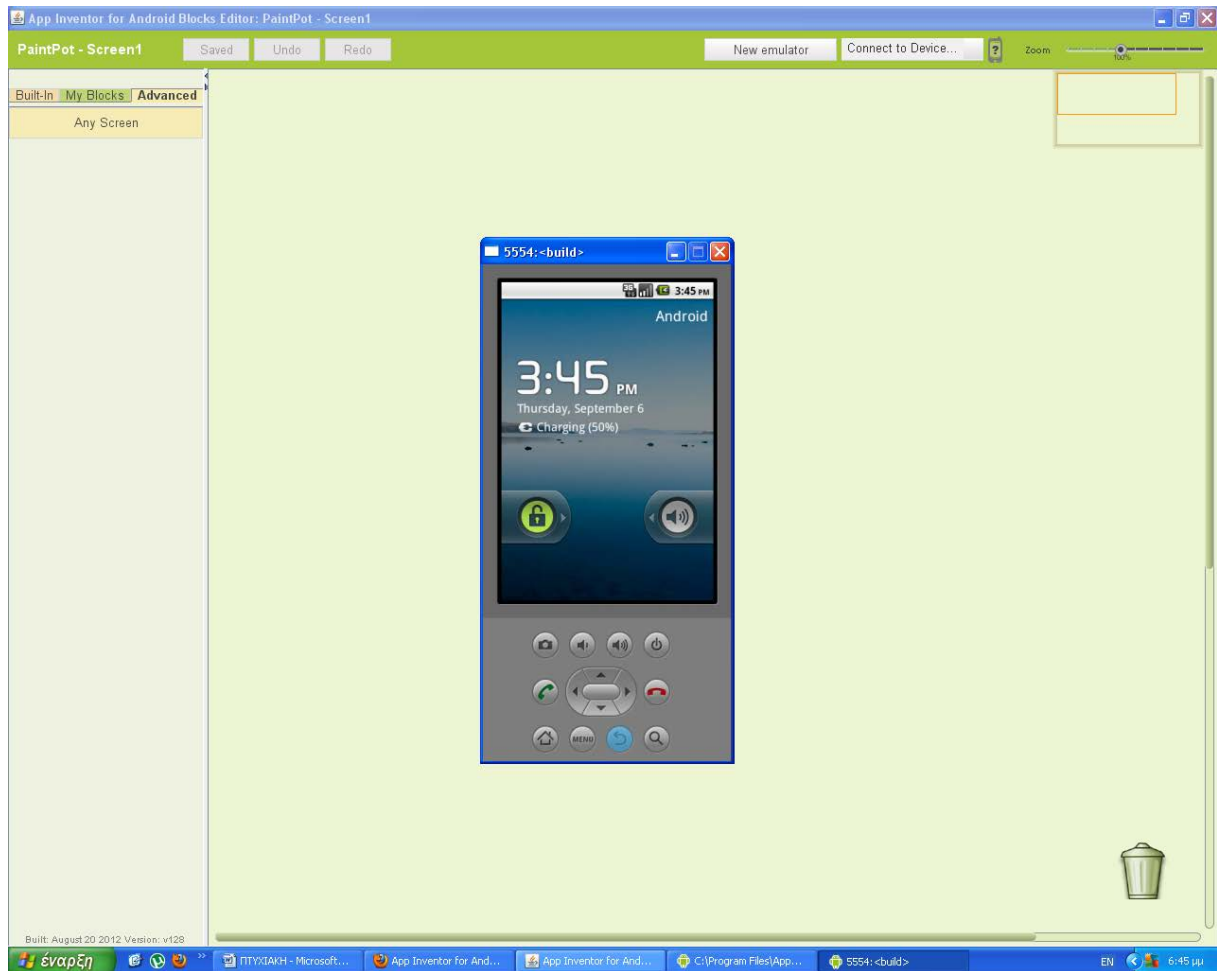 App Inventor for Android Blocks Editor: PaintPot - Screen1
PaintPot - Screen1 Saved Undo Redo New emulator Connect to Device... ? Zoom
100%
Built-In My Blocks Advanced
Any Screen
5554:<build>
3G 3:45 PM
Android
3:45 PM
Thursday, September 6
Charging (50%)
MENU
Built: August 20 2012 Version: v128
έναρξη » ΠΤΥΧΙΑΚΗ - Microsoft... App Inventor for And... App Inventor for And... C:\Program Files\App... 5554:<build> EN 6:45 μμ